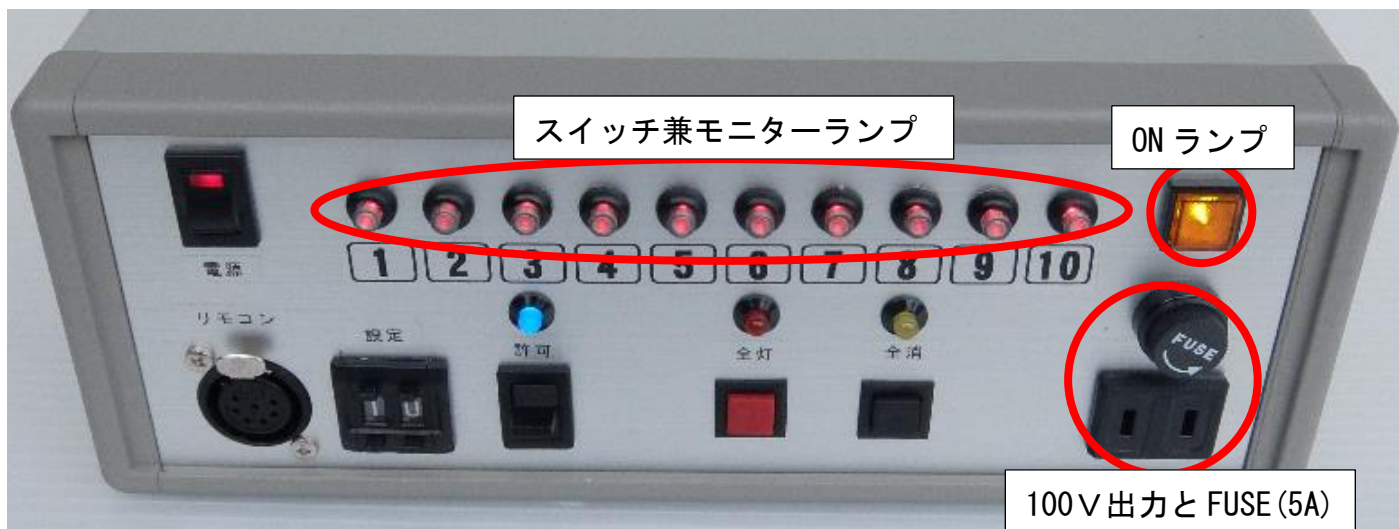 スイッチ兼モニターランプ
ONランプ
電源
1 2 3 4 5 6 7 8 9 10
リモコン
設定
許可
全灯
全消
FUSE
100V出力とFUSE(5A)